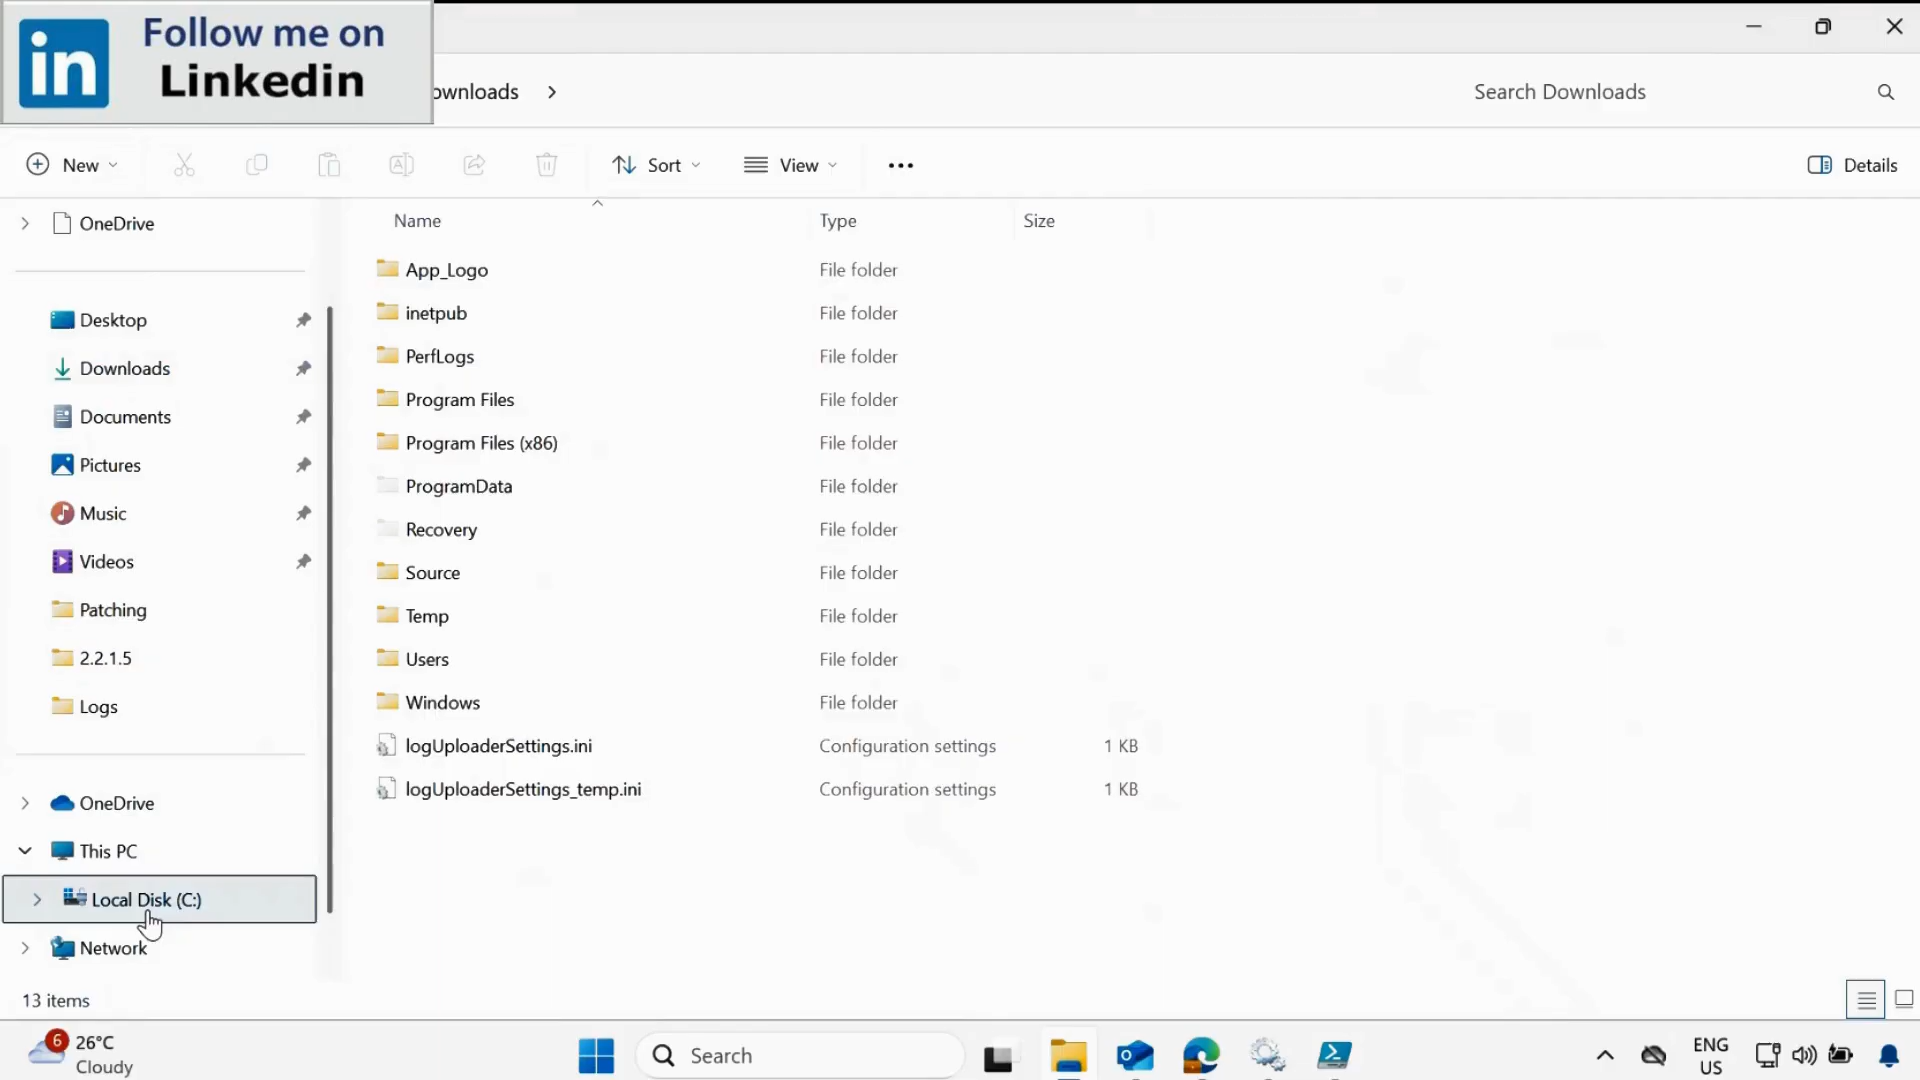 in Follow me on
Linkedin
ownloads
Search Downloads
New
Sort
View
Details
OneDrive
Desktop
Downloads
Documents
Pictures
Music
Videos
Patching
2.2.1.5
Logs
OneDrive
This PC
Local Disk (C:)
Network
Name Type Size
App_Logo File folder
inetpub File folder
PerfLogs File folder
Program Files File folder
Program Files (x86) File folder
ProgramData File folder
Recovery File folder
Source File folder
Temp File folder
Users File folder
Windows File folder
logUploaderSettings.ini Configuration settings 1 KB
logUploaderSettings_temp.ini Configuration settings 1 KB
13 items
6 26°C
Cloudy
Search
ENG
US